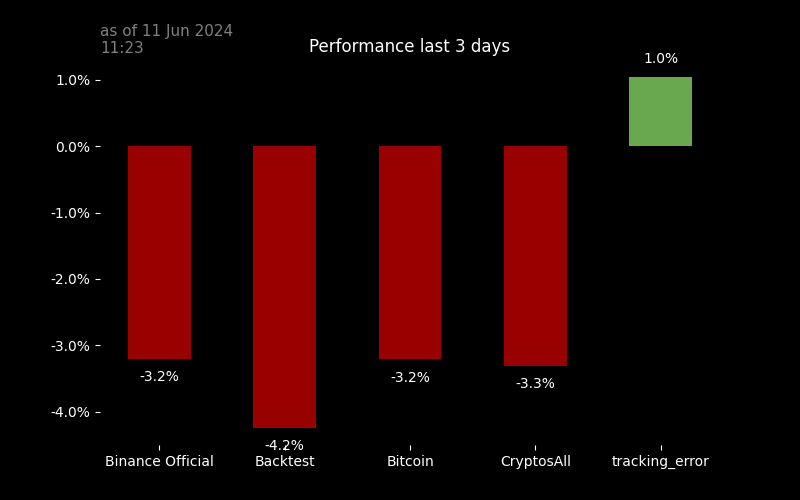 as of 11 Jun 2024
11:23
Performance last 3 days
1.0%
1.0%
0.0%
-1.0%
-2.0%
-3.0%
-4.0%
-3.2%
-4.2%
-3.2%
-3.3%
Binance Official
Backtest
Bitcoin
CryptosAll
tracking_error